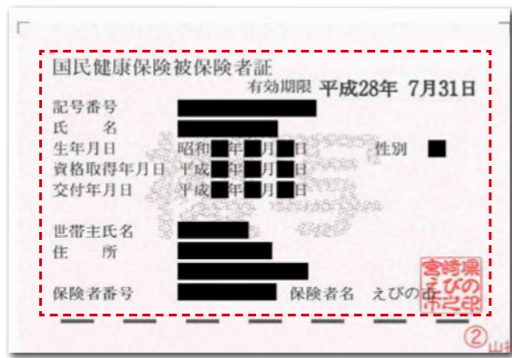 国民健康保険被保険者証
有効期限 平成28年 7月31日
記号番号
氏 名
生年月日 昭和 年 月 日 性別
資格取得年月日 平成 年 月 日
交付年月日 平成 年 月 日
世帯主氏名
住 所
保険者番号 保険者名 えびの市
宮崎県えびの市之印
②